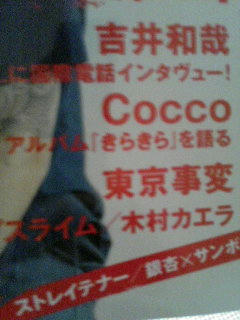 吉井和哉
に国際電話インタヴュー!
Cocco
アルバム『きらきら』を語る
東京事変
スライム/木村カエラ
ストレイテナー/銀杏×サンボ